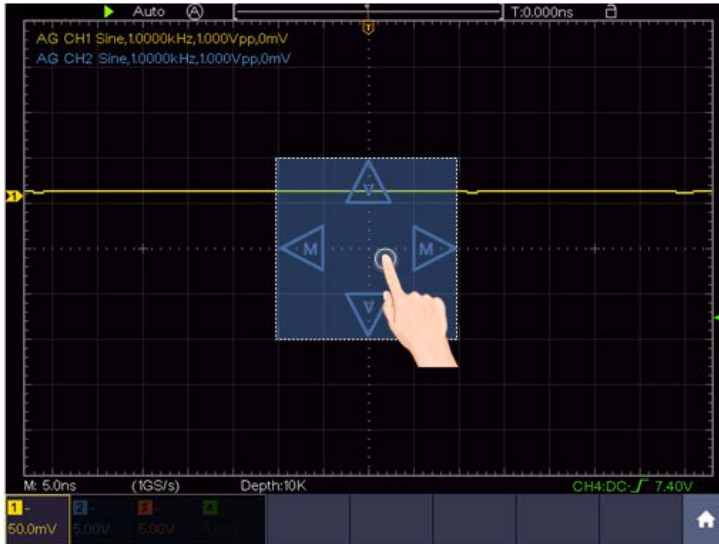 Auto A T:0.000ns
T
AG CH1 Sine,1.0000kHz,1.000Vpp,0mV
AG CH2 Sine,1.0000kHz,1.000Vpp,0mV
V
1
M M
V
M: 5.0ns (1GS/s) Depth:10K CH4:DC- 7.40V
1 - 2 - 3 - 4
50.0mV 5.00V 5.00V